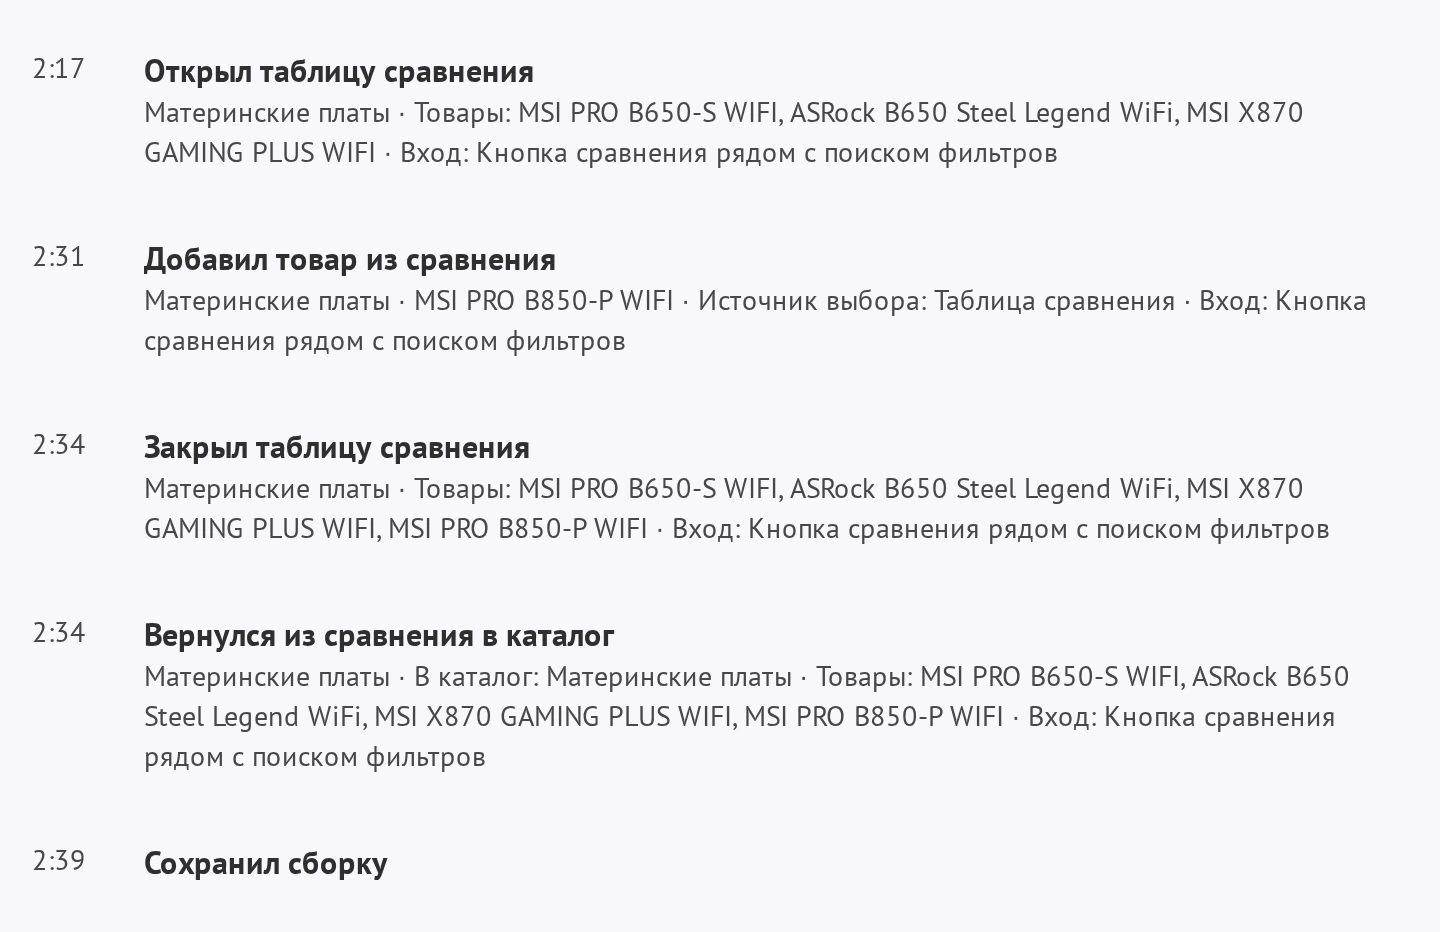 2:17 Открыл таблицу сравнения
Материнские платы · Товары: MSI PRO B650-S WIFI, ASRock B650 Steel Legend WiFi, MSI X870
GAMING PLUS WIFI · Вход: Кнопка сравнения рядом с поиском фильтров
2:31 Добавил товар из сравнения
Материнские платы · MSI PRO B850-P WIFI · Источник выбора: Таблица сравнения · Вход: Кнопка
сравнения рядом с поиском фильтров
2:34 Закрыл таблицу сравнения
Материнские платы · Товары: MSI PRO B650-S WIFI, ASRock B650 Steel Legend WiFi, MSI X870
GAMING PLUS WIFI, MSI PRO B850-P WIFI · Вход: Кнопка сравнения рядом с поиском фильтров
2:34 Вернулся из сравнения в каталог
Материнские платы · В каталог: Материнские платы · Товары: MSI PRO B650-S WIFI, ASRock B650
Steel Legend WiFi, MSI X870 GAMING PLUS WIFI, MSI PRO B850-P WIFI · Вход: Кнопка сравнения
рядом с поиском фильтров
2:39 Сохранил сборку